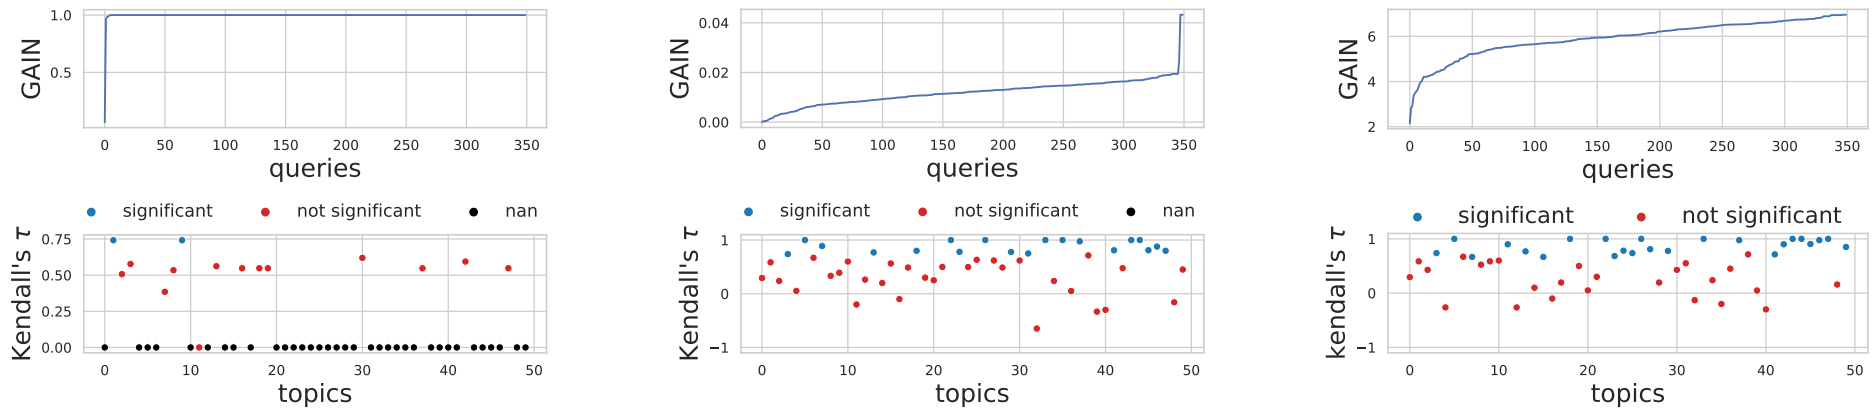 GAIN
1.0
0.5
0 50 100 150 200 250 300 350
queries
significant not significant nan
Kendall's τ
0.75
0.50
0.25
0.00
0 10 20 30 40 50
topics
GAIN
0.04
0.02
0.00
0 50 100 150 200 250 300 350
queries
significant not significant nan
Kendall's τ
1
0
−1
0 10 20 30 40 50
topics
GAIN
6
4
2
0 50 100 150 200 250 300 350
queries
significant not significant
kendall's τ
1
0
−1
0 10 20 30 40 50
topics